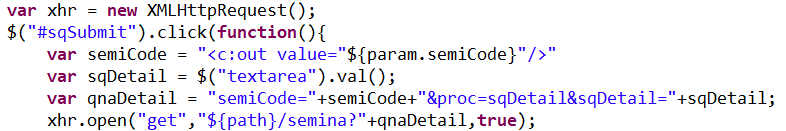 var xhr = new XMLHttpRequest();
$("#sqSubmit").click(function(){
    var semiCode = "<c:out value="${param.semiCode}"/>"
    var sqDetail = $("textarea").val();
    var qnaDetail = "semiCode="+semiCode+"&proc=sqDetail&sqDetail="+sqDetail;
    xhr.open("get","${path}/semina?"+qnaDetail,true);